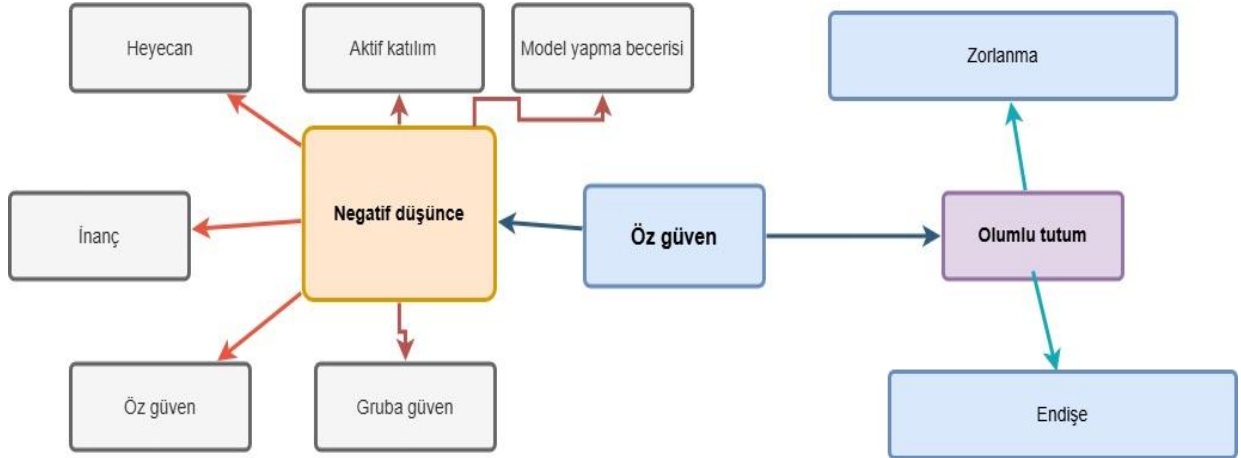 Heyecan
Aktif katılım
Model yapma becerisi
Zorlanma
Negatif düşünce
Öz güven
Olumlu tutum
İnanç
Öz güven
Gruba güven
Endişe